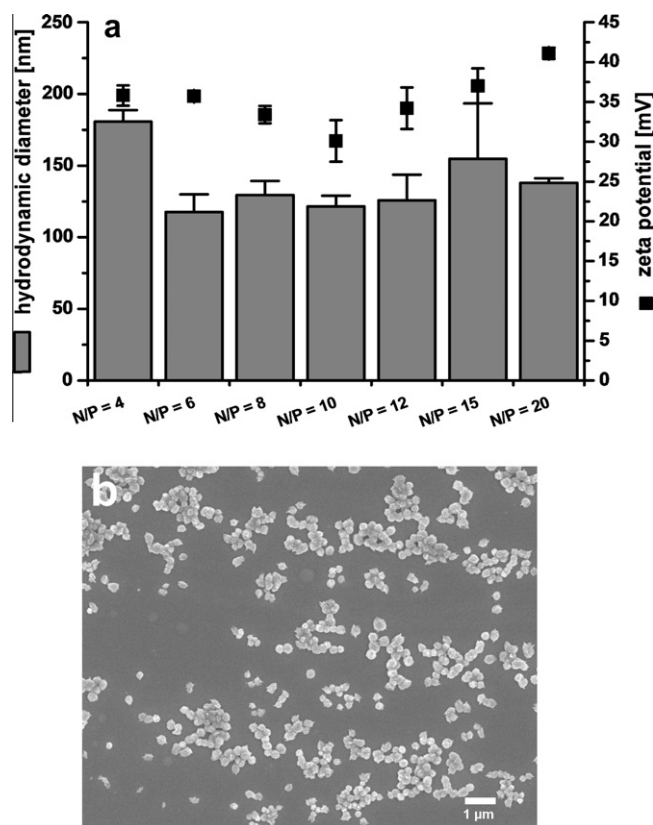 a
hydrodynamic diameter [nm]
250
200
150
100
50
0
45
40
35
30
25
20
15
10
5
0
zeta potential [mV]
N/P = 4
N/P = 6
N/P = 8
N/P = 10
N/P = 12
N/P = 15
N/P = 20
b
1 µm